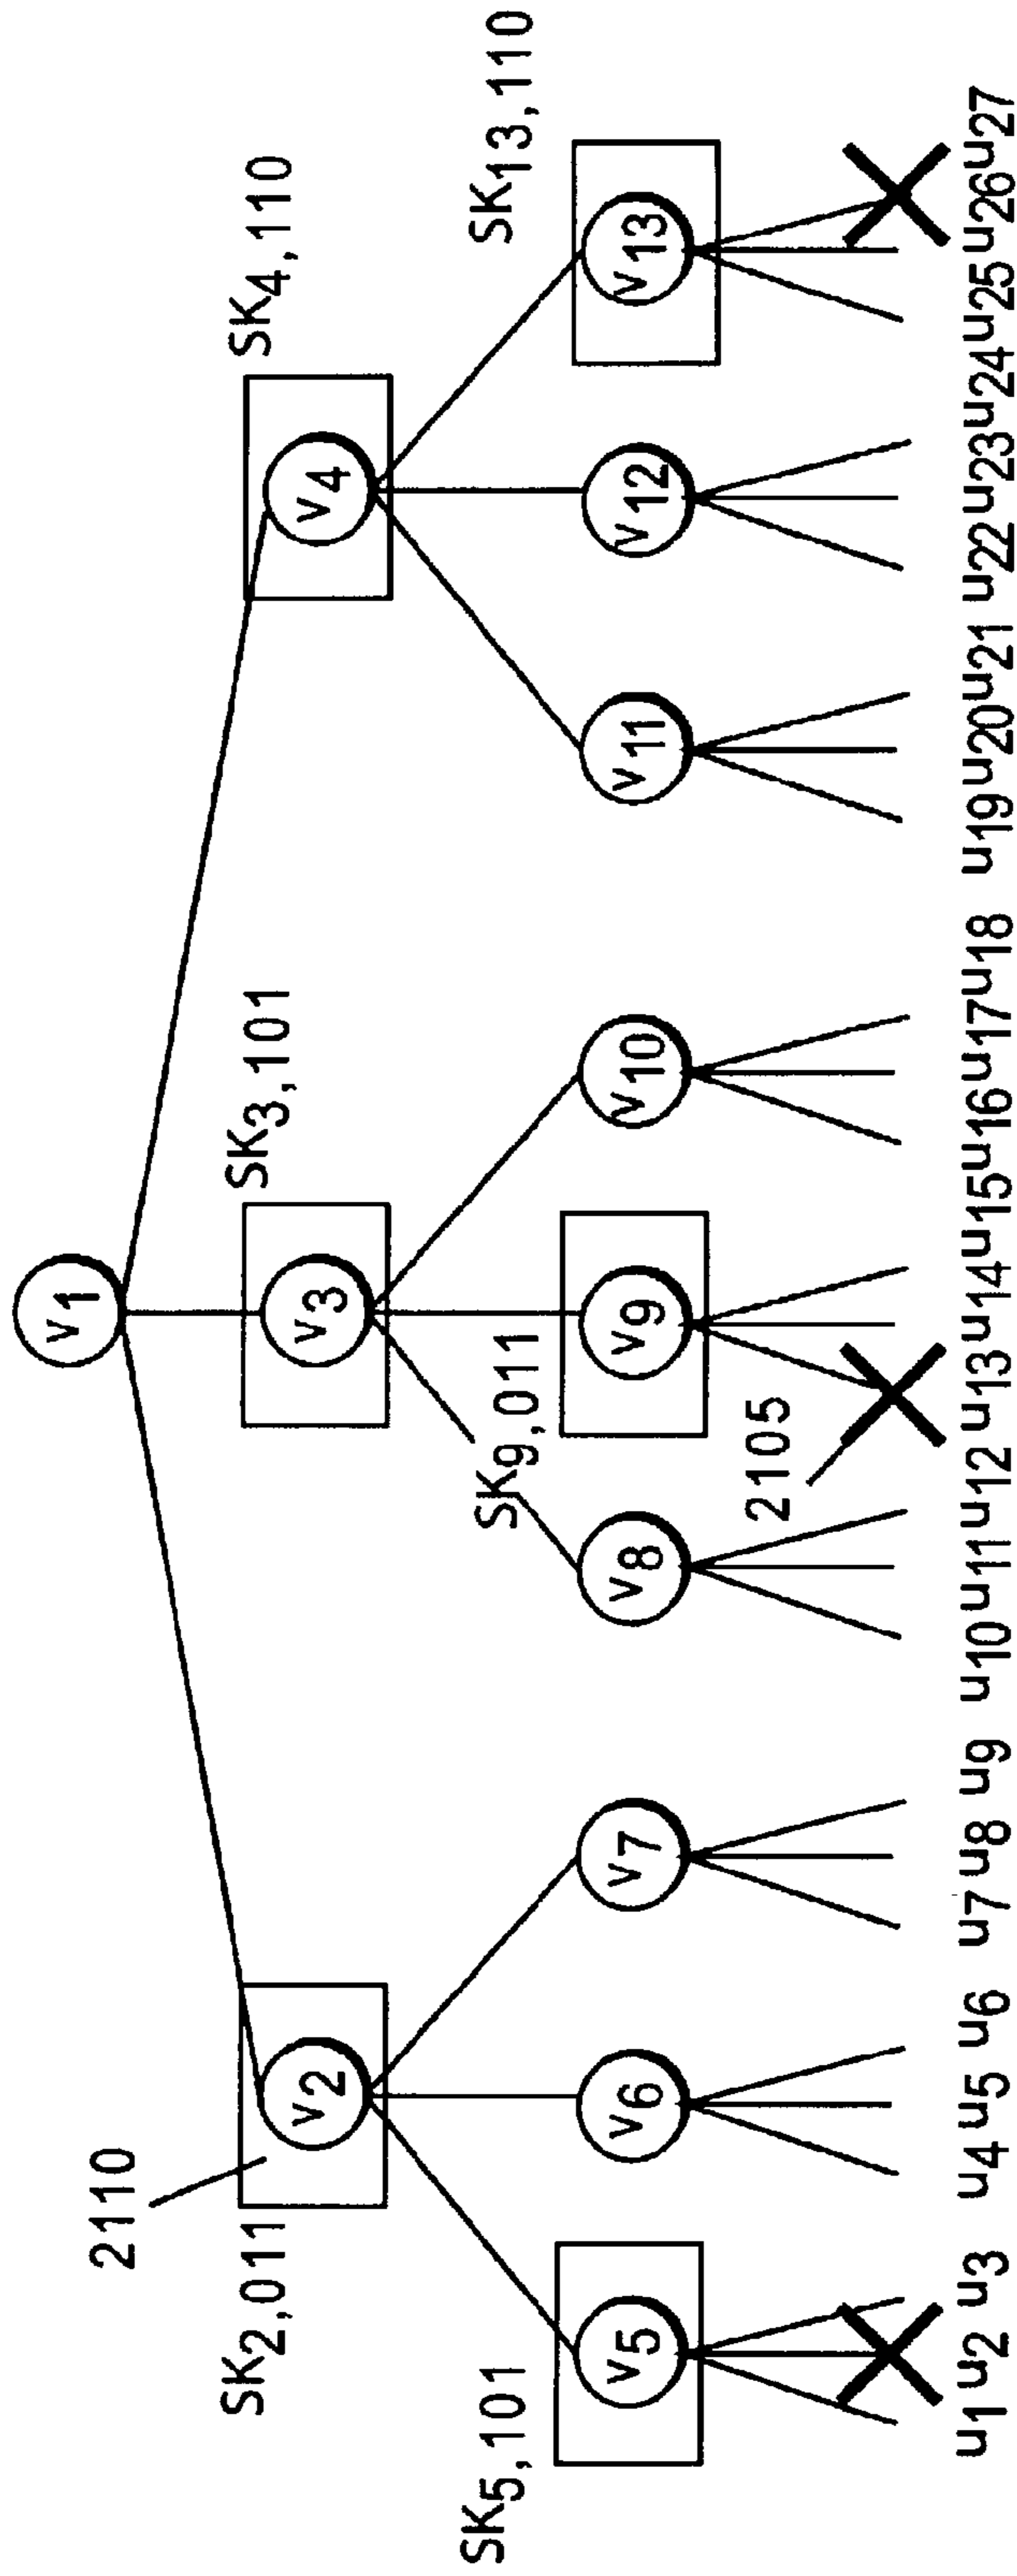 v1
2110
SK2,011
SK3,101
SK4,110
v2
v3
v4
SK5,101
SK9,011
SK13,110
v5
v6
v7
v8
v9
v10
v11
v12
v13
2105
u1 u2 u3 u4 u5 u6 u7 u8 u9 u10 u11 u12 u13 u14 u15 u16 u17 u18 u19 u20 u21 u22 u23 u24 u25 u26 u27